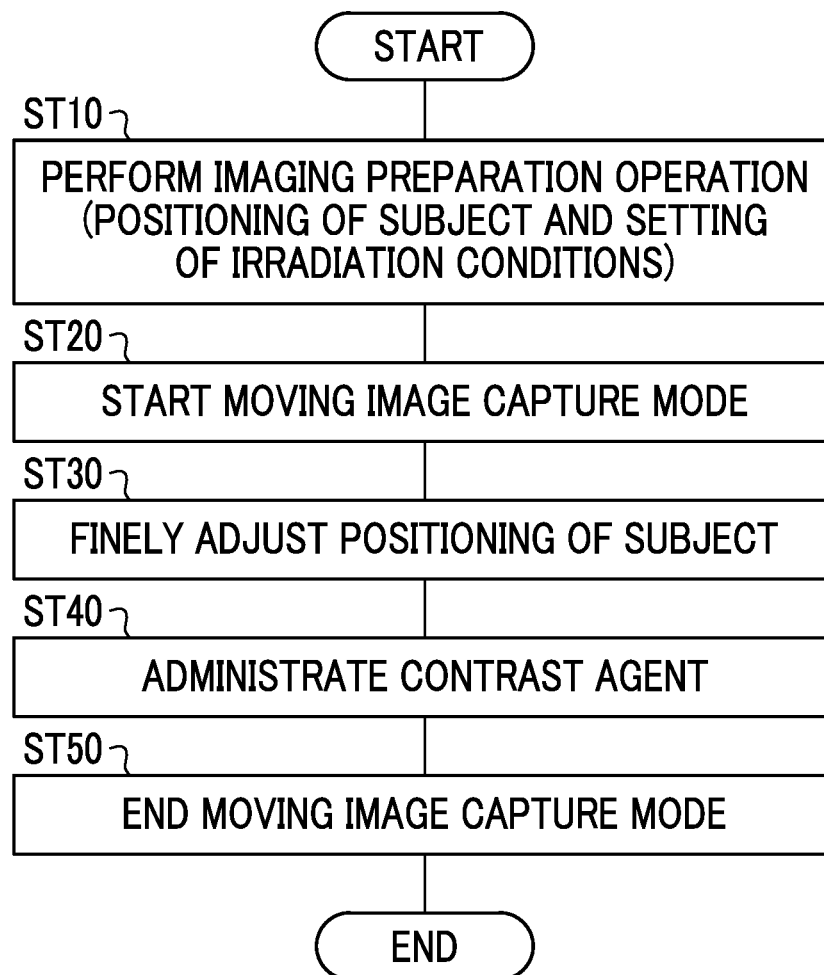 START
ST10
PERFORM IMAGING PREPARATION OPERATION
(POSITIONING OF SUBJECT AND SETTING
OF IRRADIATION CONDITIONS)
ST20
START MOVING IMAGE CAPTURE MODE
ST30
FINELY ADJUST POSITIONING OF SUBJECT
ST40
ADMINISTRATE CONTRAST AGENT
ST50
END MOVING IMAGE CAPTURE MODE
END